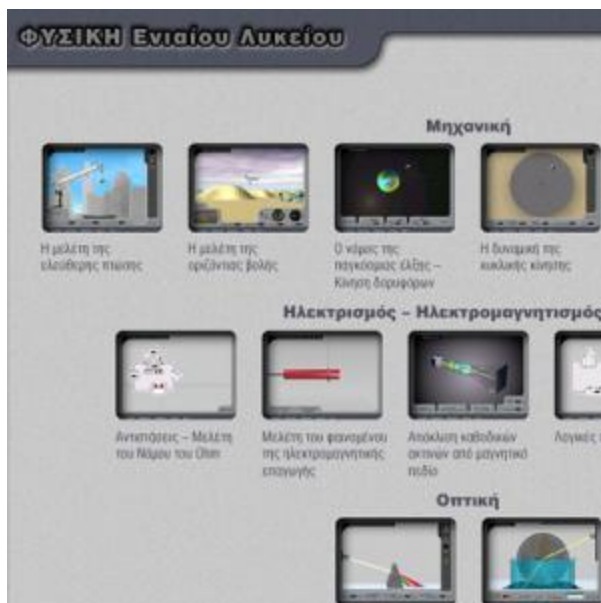 ΦΥΣΙΚΗ Ενιαίου Λυκείου
Μηχανική
Η μελέτη της
ελεύθερης πτώσης
Η μελέτη της
οριζόντιας βολής
Ο νόμος της
παγκόσμιας έλξης –
Κίνηση δορυφόρων
Η δυναμική της
κυκλικής κίνησης
Ηλεκτρισμός – Ηλεκτρομαγνητισμός
Αντιστάσεις – Μελέτη
του Νόμου του Ohm
Μελέτη του φαινομένου
της ηλεκτρομαγνητικής
επαγωγής
Απόκλιση καθοδικών
ακτινών από μαγνητικό
πεδίο
Λογικές
Οπτική